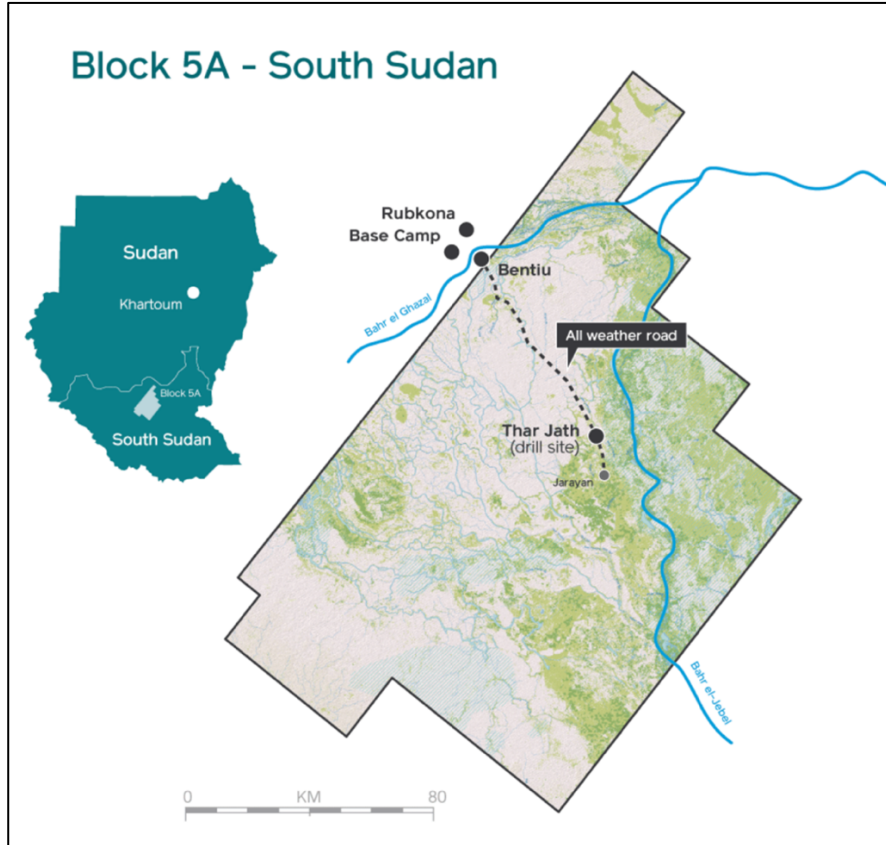 Block 5A - South Sudan
Sudan
Khartoum
Block 5A
South Sudan
Rubkona
Base Camp
Bentiu
Bahr el Ghazal
All weather road
Thar Jath
(drill site)
Jarayan
Bahr el-Jebel
0 KM 80